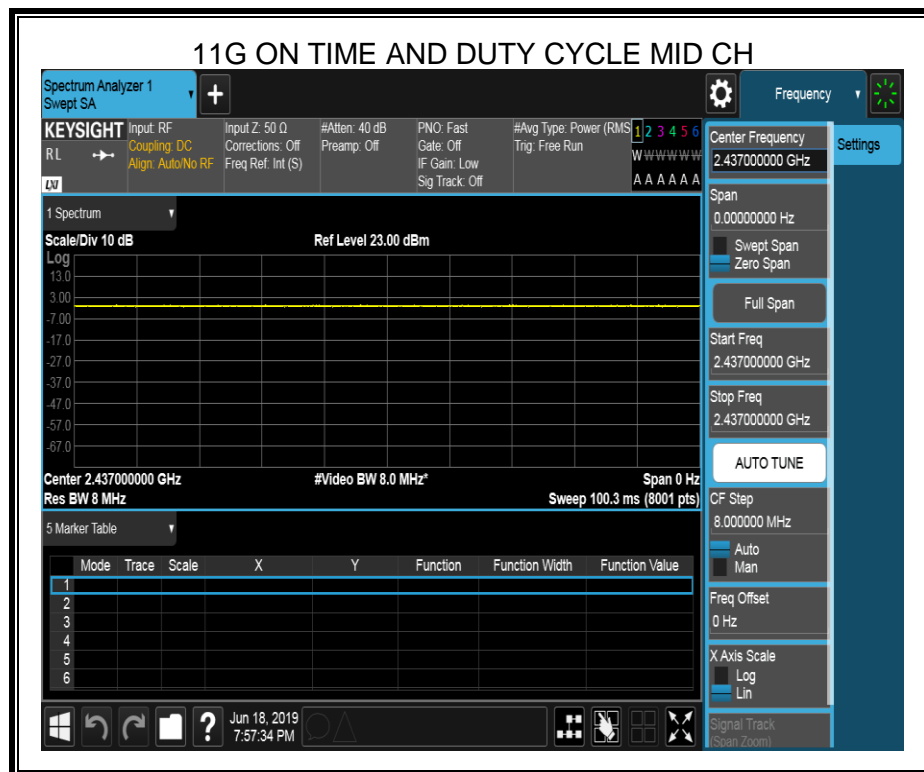 11G ON TIME AND DUTY CYCLE MID CH
Spectrum Analyzer 1
Swept SA
+
Frequency
KEYSIGHT
RL
LXI
Input: RF
Coupling: DC
Align: Auto/No RF
Input Z: 50 Ω
Corrections: Off
Freq Ref: Int (S)
#Atten: 40 dB
Preamp: Off
PNO: Fast
Gate: Off
IF Gain: Low
Sig Track: Off
#Avg Type: Power (RMS
Trig: Free Run
1 2 3 4 5 6
W W W W W W
A A A A A A
1 Spectrum
Scale/Div 10 dB
Ref Level 23.00 dBm
Log
13.0
3.00
-7.00
-17.0
-27.0
-37.0
-47.0
-57.0
-67.0
Center 2.437000000 GHz
#Video BW 8.0 MHz*
Span 0 Hz
Res BW 8 MHz
Sweep 100.3 ms (8001 pts)
5 Marker Table
Mode Trace Scale X Y Function Function Width Function Value
1
2
3
4
5
6
?
Jun 18, 2019
7:57:34 PM
Center Frequency
2.437000000 GHz
Settings
Span
0.00000000 Hz
Swept Span
Zero Span
Full Span
Start Freq
2.437000000 GHz
Stop Freq
2.437000000 GHz
AUTO TUNE
CF Step
8.000000 MHz
Auto
Man
Freq Offset
0 Hz
X Axis Scale
Log
Lin
Signal Track
(Span Zoom)